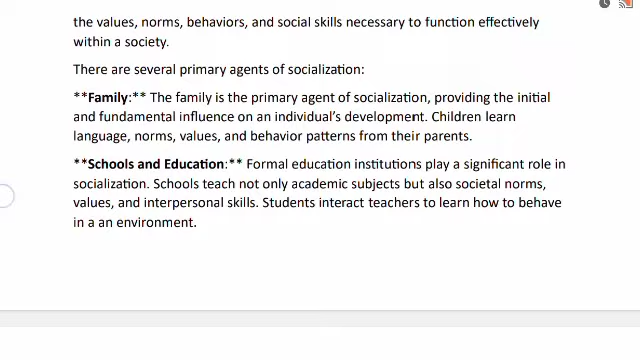 the values, norms, behaviors, and social skills necessary to function effectively
within a society.
There are several primary agents of socialization:
**Family:** The family is the primary agent of socialization, providing the initial
and fundamental influence on an individual's development. Children learn
language, norms, values, and behavior patterns from their parents.
**Schools and Education:** Formal education institutions play a significant role in
socialization. Schools teach not only academic subjects but also societal norms,
values, and interpersonal skills. Students interact teachers to learn how to behave
in a an environment.